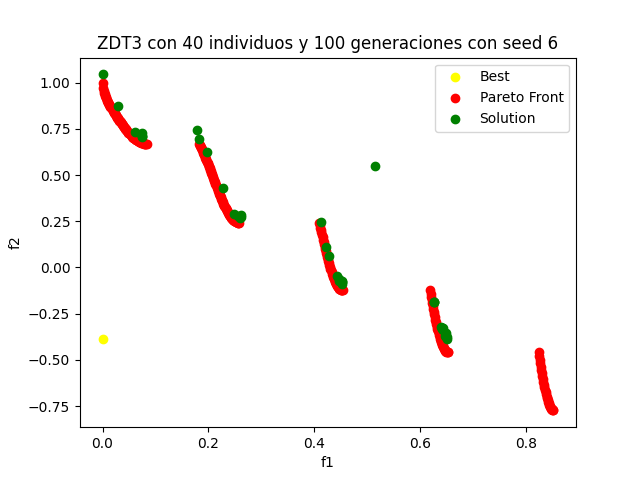 ZDT3 con 40 individuos y 100 generaciones con seed 6
Best
Pareto Front
Solution
f2
1.00
0.75
0.50
0.25
0.00
−0.25
−0.50
−0.75
0.0 0.2 0.4 0.6 0.8
f1